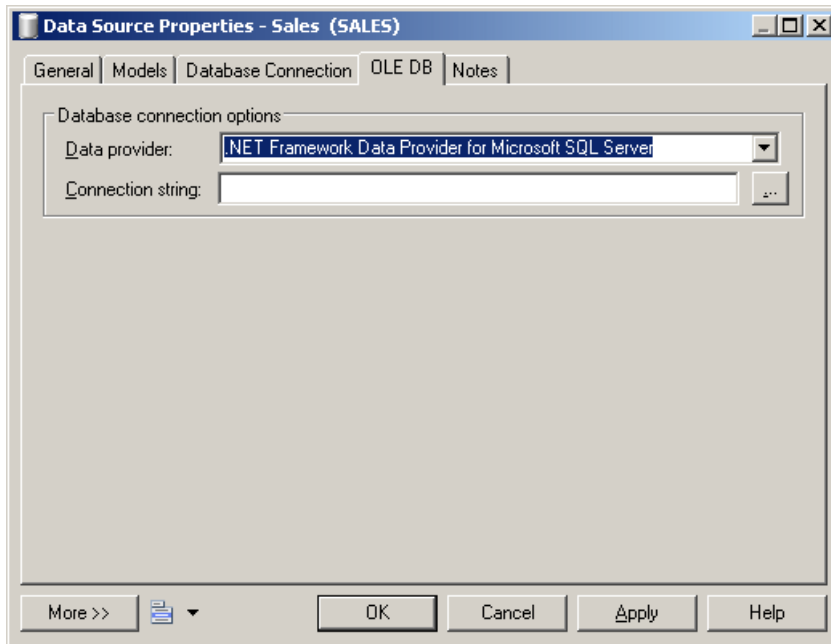 Data Source Properties - Sales (SALES)
General Models Database Connection OLE DB Notes
Database connection options
Data provider: .NET Framework Data Provider for Microsoft SQL Server
Connection string: ...
More >> OK Cancel Apply Help